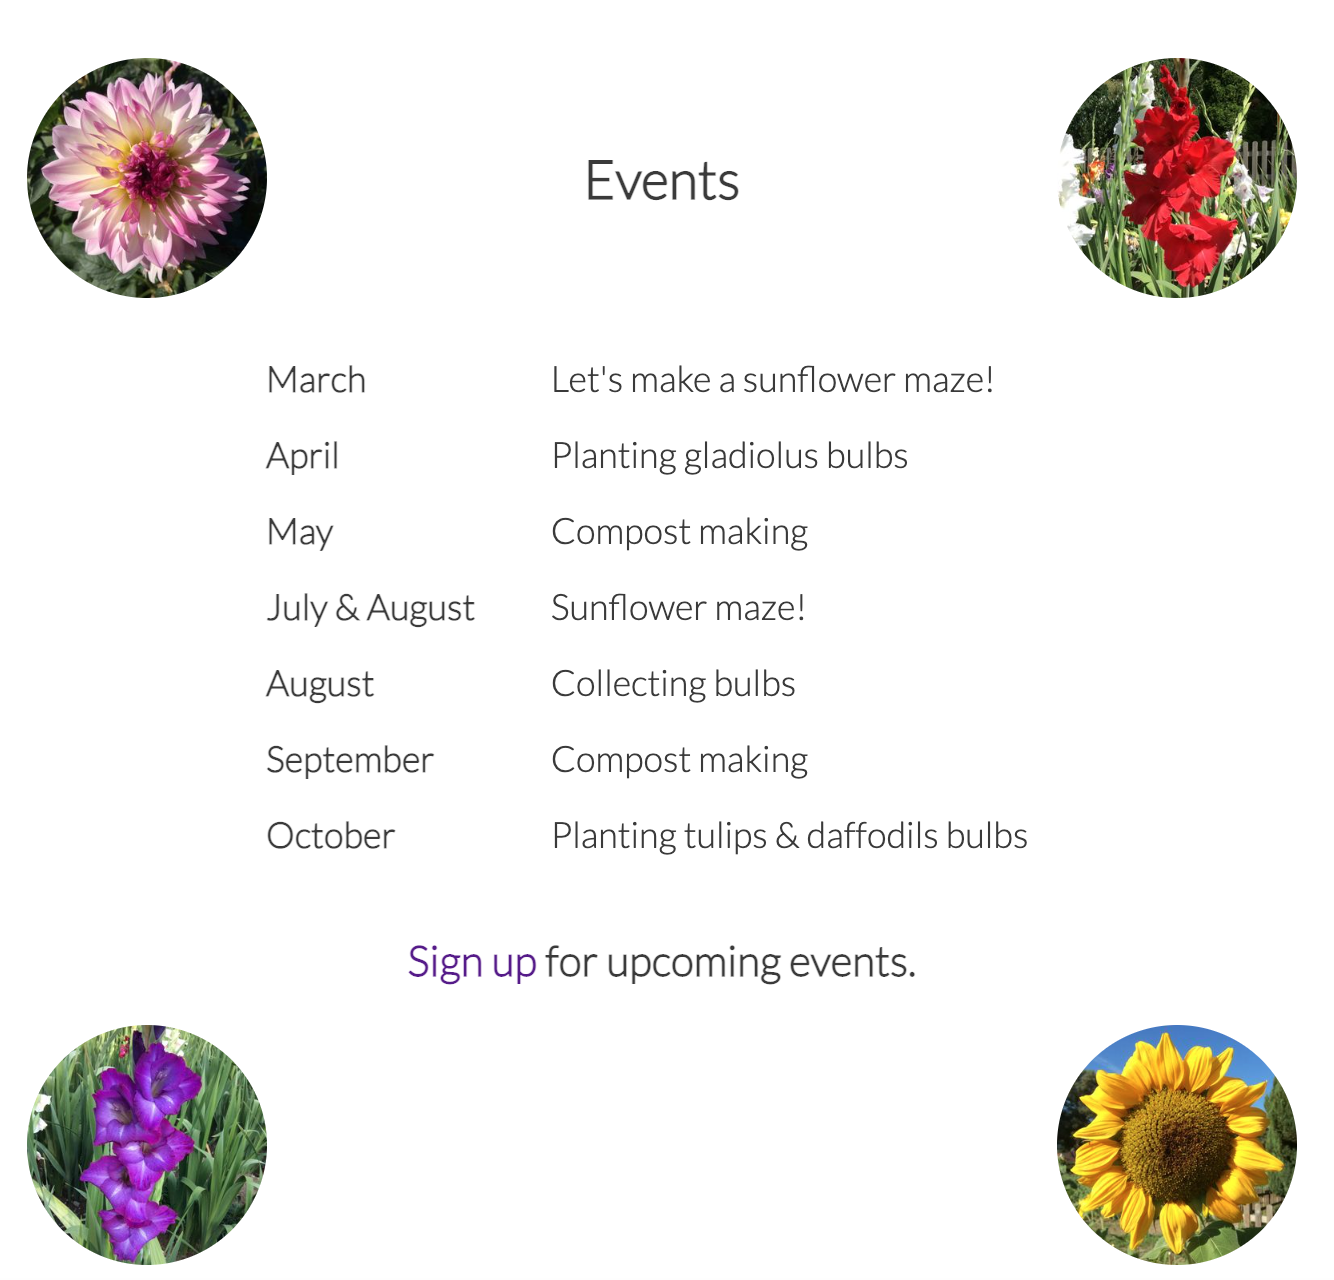 Events
March Let's make a sunflower maze!
April Planting gladiolus bulbs
May Compost making
July & August Sunflower maze!
August Collecting bulbs
September Compost making
October Planting tulips & daffodils bulbs
Sign up for upcoming events.